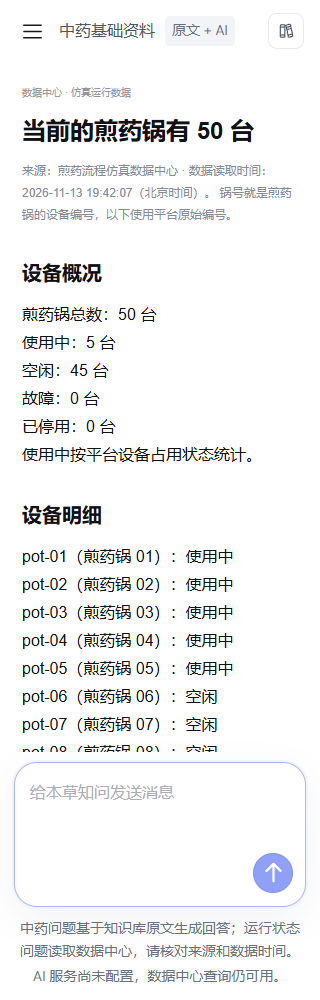 中药基础资料 原文 + AI
数据中心 · 仿真运行数据
当前的煎药锅有 50 台
来源：煎药流程仿真数据中心 · 数据读取时间：
2026-11-13 19:42:07（北京时间）。 锅号就是煎药
锅的设备编号，以下使用平台原始编号。
设备概况
煎药锅总数：50 台
使用中：5 台
空闲：45 台
故障：0 台
已停用：0 台
使用中按平台设备占用状态统计。
设备明细
pot-01（煎药锅 01）：使用中
pot-02（煎药锅 02）：使用中
pot-03（煎药锅 03）：使用中
pot-04（煎药锅 04）：使用中
pot-05（煎药锅 05）：使用中
pot-06（煎药锅 06）：空闲
pot-07（煎药锅 07）：空闲
pot-08（煎药锅 08）：空闲
给本草知问发送消息
中药问题基于知识库原文生成回答；运行状态
问题读取数据中心，请核对来源和数据时间。
AI 服务尚未配置，数据中心查询仍可用。